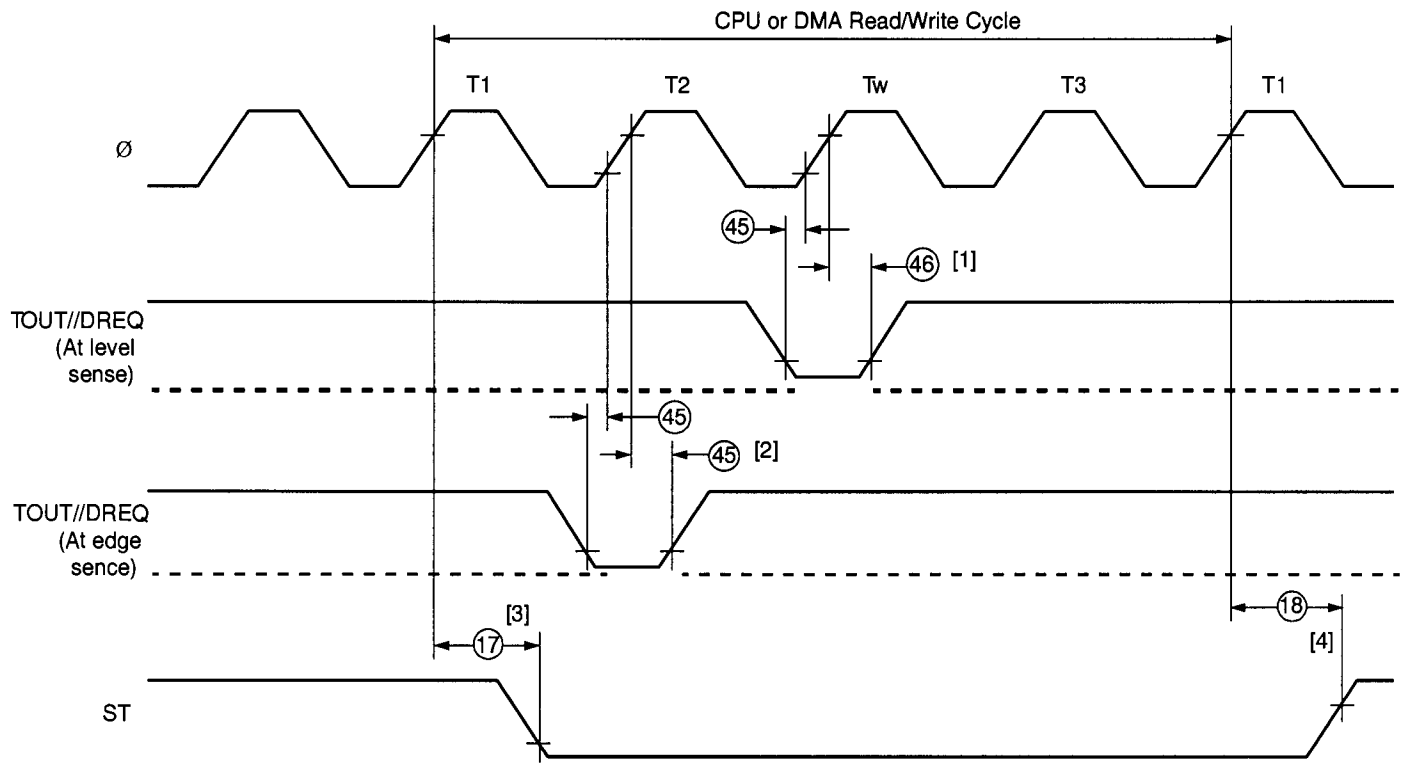 CPU or DMA Read/Write Cycle
T1
T2
Tw
T3
T1
Ø
45
46
[1]
TOUT//DREQ
(At level
sense)
45
45
[2]
TOUT//DREQ
(At edge
sence)
[3]
17
18
[4]
ST